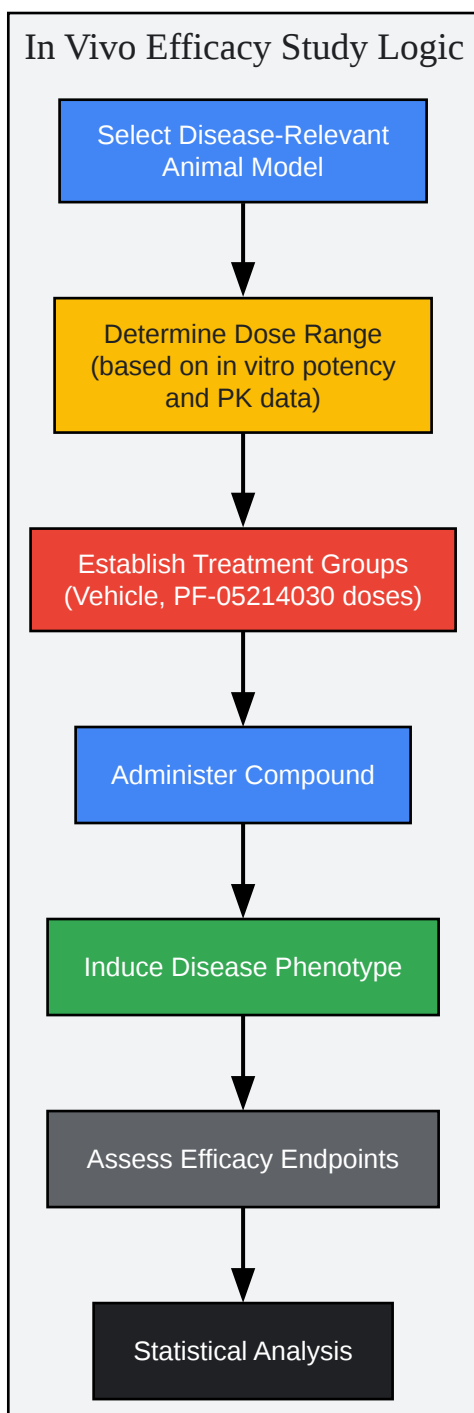 In Vivo Efficacy Study Logic
Select Disease-Relevant
Animal Model
Determine Dose Range
(based on in vitro potency
and PK data)
Establish Treatment Groups
(Vehicle, PF-05214030 doses)
Administer Compound
Induce Disease Phenotype
Assess Efficacy Endpoints
Statistical Analysis